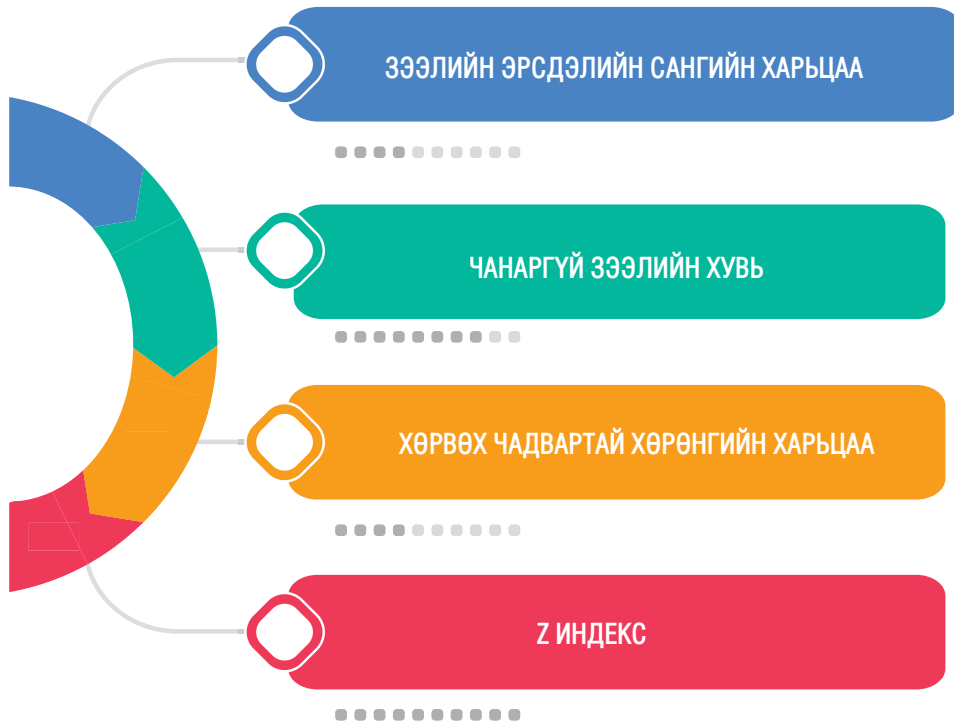 ЗЭЭЛИЙН ЭРСДЭЛИЙН САНГИЙН ХАРЬЦАА
ЧАНАРГҮЙ ЗЭЭЛИЙН ХУВЬ
ХӨРВӨХ ЧАДВАРТАЙ ХӨРӨНГИЙН ХАРЬЦАА
Z ИНДЕКС